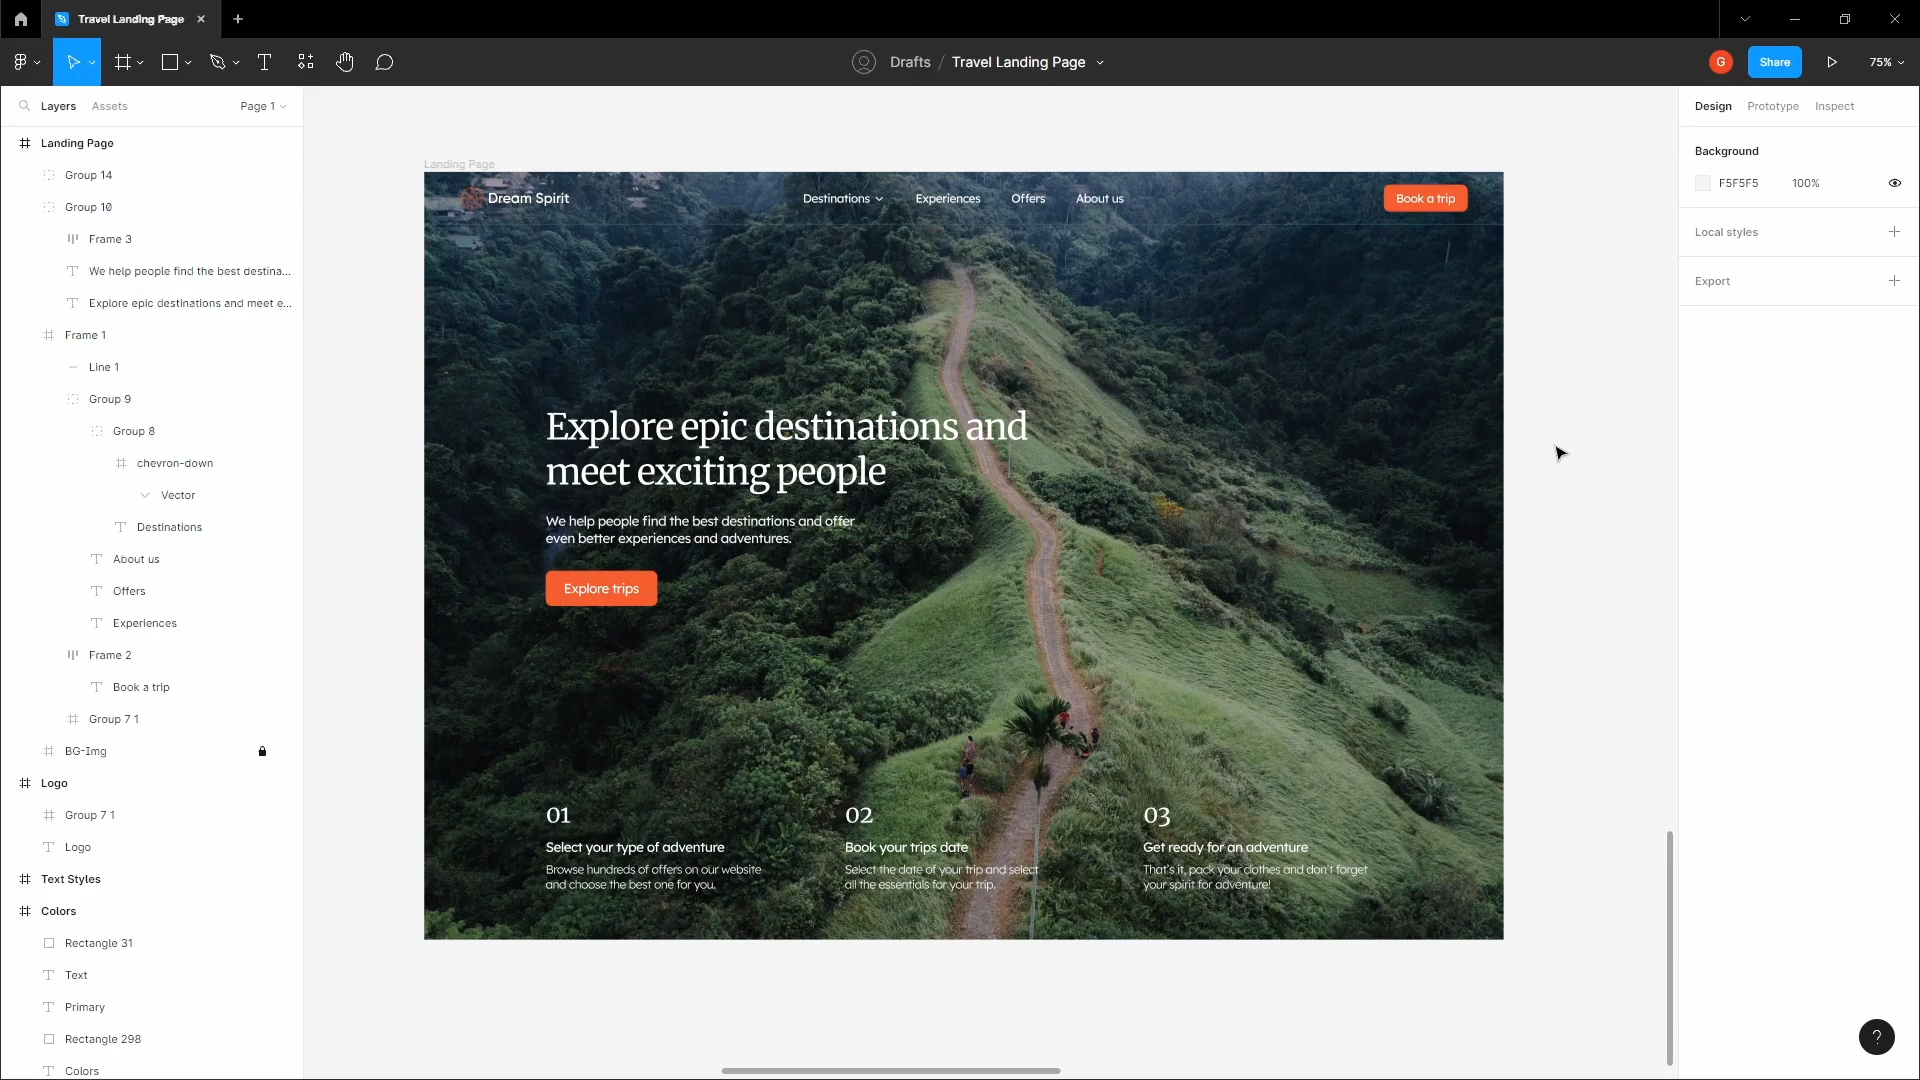 Travel Landing Page
Drafts / Travel Landing Page
G
Share
75%
Layers
Assets
Page 1
Landing Page
Group 14
Group 10
Frame 3
We help people find the best destina...
Explore epic destinations and meet e...
Frame 1
Line 1
Group 9
Group 8
chevron-down
Vector
Destinations
About us
Offers
Experiences
Frame 2
Book a trip
Group 7 1
BG-Img
Logo
Group 7 1
Logo
Text Styles
Colors
Rectangle 31
Text
Primary
Rectangle 298
Colors
Landing Page
Dream Spirit
Destinations
Experiences
Offers
About us
Book a trip
Explore epic destinations and
meet exciting people
We help people find the best destinations and offer
even better experiences and adventures.
Explore trips
01
Select your type of adventure
Browse hundreds of offers on our website
and choose the best one for you.
02
Book your trips date
Select the date of your trip and select
all the essentials for your trip.
03
Get ready for an adventure
That's it, pack your clothes and don't forget
your spirit for adventure!
Design
Prototype
Inspect
Background
F5F5F5
100%
Local styles
Export
?